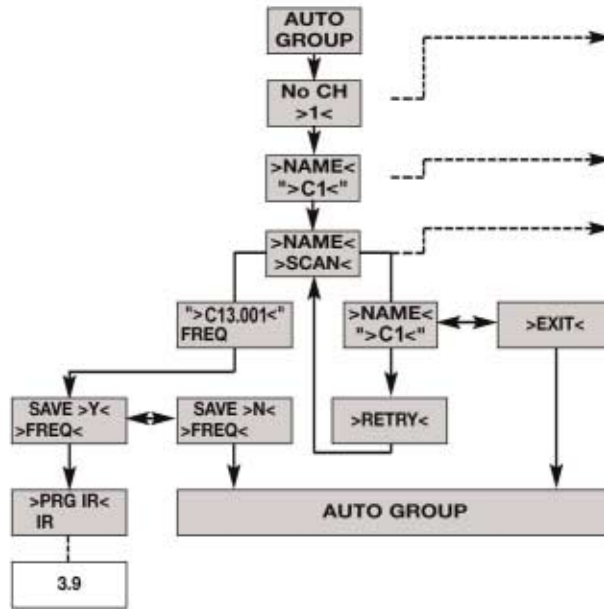 AUTO
GROUP
No CH
>1<
>NAME<
">C1<"
>NAME<
>SCAN<
">C13.001<"
FREQ
>NAME<
">C1<"
>EXIT<
SAVE >Y<
>FREQ<
SAVE >N<
>FREQ<
>RETRY<
>PRG IR<
IR
AUTO GROUP
3.9